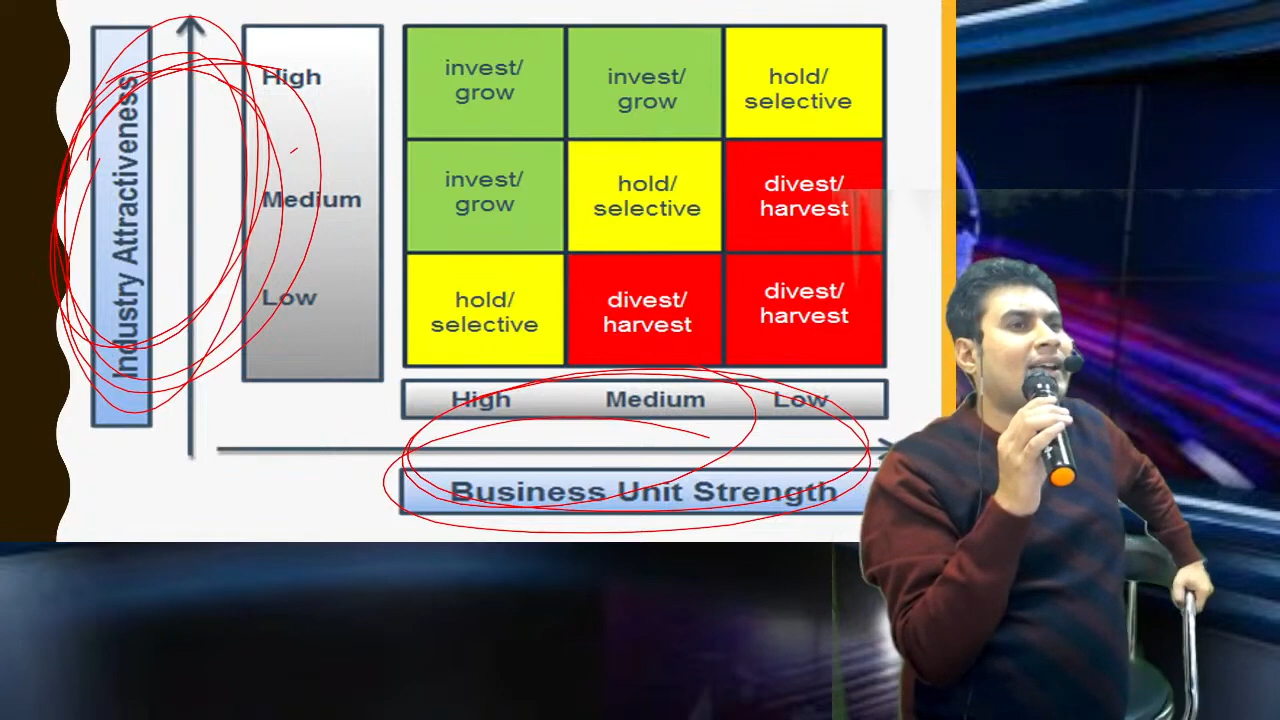 Industry Attractiveness
High
Medium
Low
invest/
grow
invest/
grow
hold/
selective
invest/
grow
hold/
selective
divest/
harvest
hold/
selective
divest/
harvest
divest/
harvest
High Medium Low
Business Unit Strength